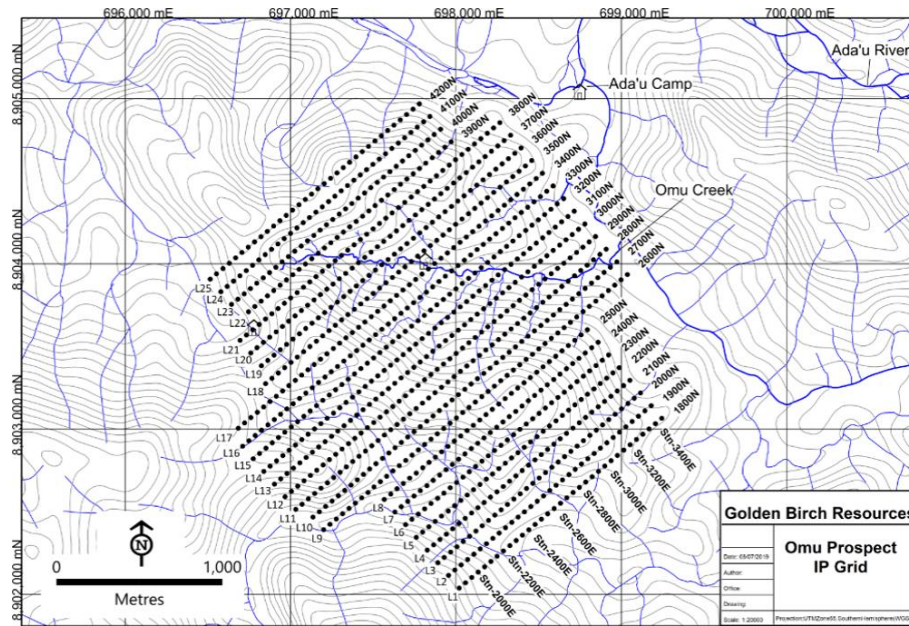 696,000 mE 697,000 mE 698,000 mE 699,000 mE 700,000 mE
8,905,000 mN
8,904,000 mN
8,903,000 mN
8,902,000 mN
Ada'u River
Ada'u Camp
Omu Creek
4200N
4100N
4000N
3900N
3800N
3700N
3600N
3500N
3400N
3300N
3200N
3100N
3000N
2900N
2800N
2700N
2600N
2500N
2400N
2300N
2200N
2100N
2000N
1900N
1800N
L25
L24
L23
L22
L21
L20
L19
L18
L17
L16
L15
L14
L13
L12
L11
L10
L9
L8
L7
L6
L5
L4
L3
L2
L1
Stn-3400E
Stn-3200E
Stn-3000E
Stn-2800E
Stn-2600E
Stn-2400E
Stn-2200E
Stn-2000E
N
0 1,000
Metres
Golden Birch Resources
Omu Prospect
IP Grid
Author:
Office:
Drawing: